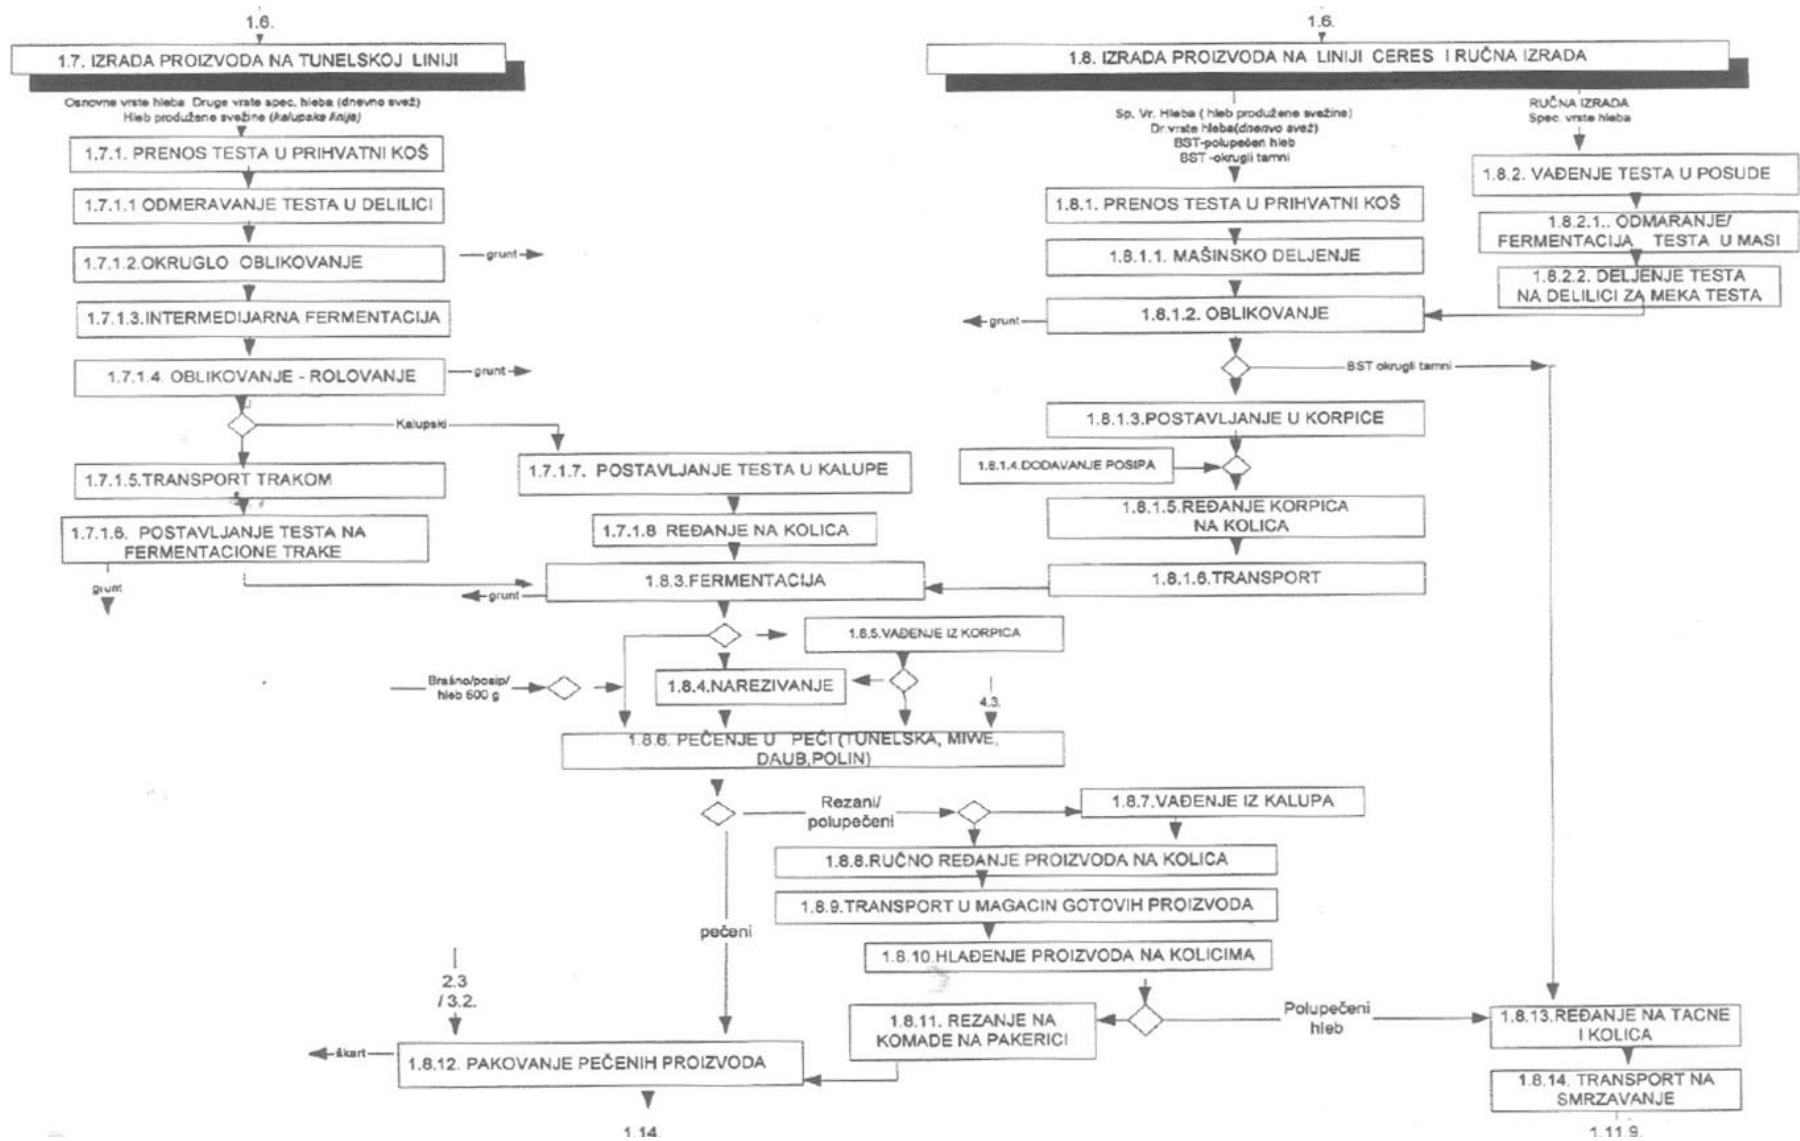 1.6.
1.7. IZRADA PROIZVODA NA TUNELSKOJ LINIJI
Osnovne vrste hleba Druge vrste spec. hleba (dnevno svež)
Hleb produžene svežine (kalupska linija)
1.7.1. PRENOS TESTA U PRIHVATNI KOŠ
1.7.1.1 ODMERAVANJE TESTA U DELILICI
1.7.1.2.OKRUGLO OBLIKOVANJE
grunt
1.7.1.3.INTERMEDIJARNA FERMENTACIJA
1.7.1.4. OBLIKOVANJE - ROLOVANJE
grunt
Kalupski
1.7.1.5.TRANSPORT TRAKOM
1.7.1.6. POSTAVLJANJE TESTA NA
FERMENTACIONE TRAKE
grunt
1.7.1.7. POSTAVLJANJE TESTA U KALUPE
1.7.1.8 REĐANJE NA KOLICA
1.6.
1.8. IZRADA PROIZVODA NA LINIJI CERES I RUČNA IZRADA
Sp. Vr. Hleba ( hleb produžene svežine)
Dr.vrste hleba(dnenvo svež)
BST-polupečen hleb
BST -okrugli tamni
RUČNA IZRADA
Spec. vrste hleba
1.8.1. PRENOS TESTA U PRIHVATNI KOŠ
1.8.1.1. MAŠINSKO DELJENJE
1.8.1.2. OBLIKOVANJE
grunt
1.8.2. VAĐENJE TESTA U POSUDE
1.8.2.1.. ODMARANJE/
FERMENTACIJA TESTA U MASI
1.8.2.2. DELJENJE TESTA
NA DELILICI ZA MEKA TESTA
BST okrugli tamni
1.8.1.3.POSTAVLJANJE U KORPICE
1.8.1.4.DODAVANJE POSIPA
1.8.1.5.REĐANJE KORPICA
NA KOLICA
1.8.1.6.TRANSPORT
1.8.3.FERMENTACIJA
grunt
1.8.5.VAĐENJE IZ KORPICA
Brašno/posip/
hleb 600 g
1.8.4.NAREZIVANJE
4.3.
1.8.6. PEČENJE U PEĆI (TUNELSKA, MIWE,
DAUB,POLIN)
Rezani/
polupečeni
1.8.7.VAĐENJE IZ KALUPA
1.8.8.RUČNO REĐANJE PROIZVODA NA KOLICA
1.8.9.TRANSPORT U MAGACIN GOTOVIH PROIZVODA
pečeni
1.8.10.HLAĐENJE PROIZVODA NA KOLICIMA
2.3
/ 3.2.
1.8.11. REZANJE NA
KOMADE NA PAKERICI
Polupečeni
hleb
1.8.13.REĐANJE NA TACNE
I KOLICA
škart
1.8.12. PAKOVANJE PEČENIH PROIZVODA
1.8.14. TRANSPORT NA
SMRZAVANJE
1.14.
1.11.9.